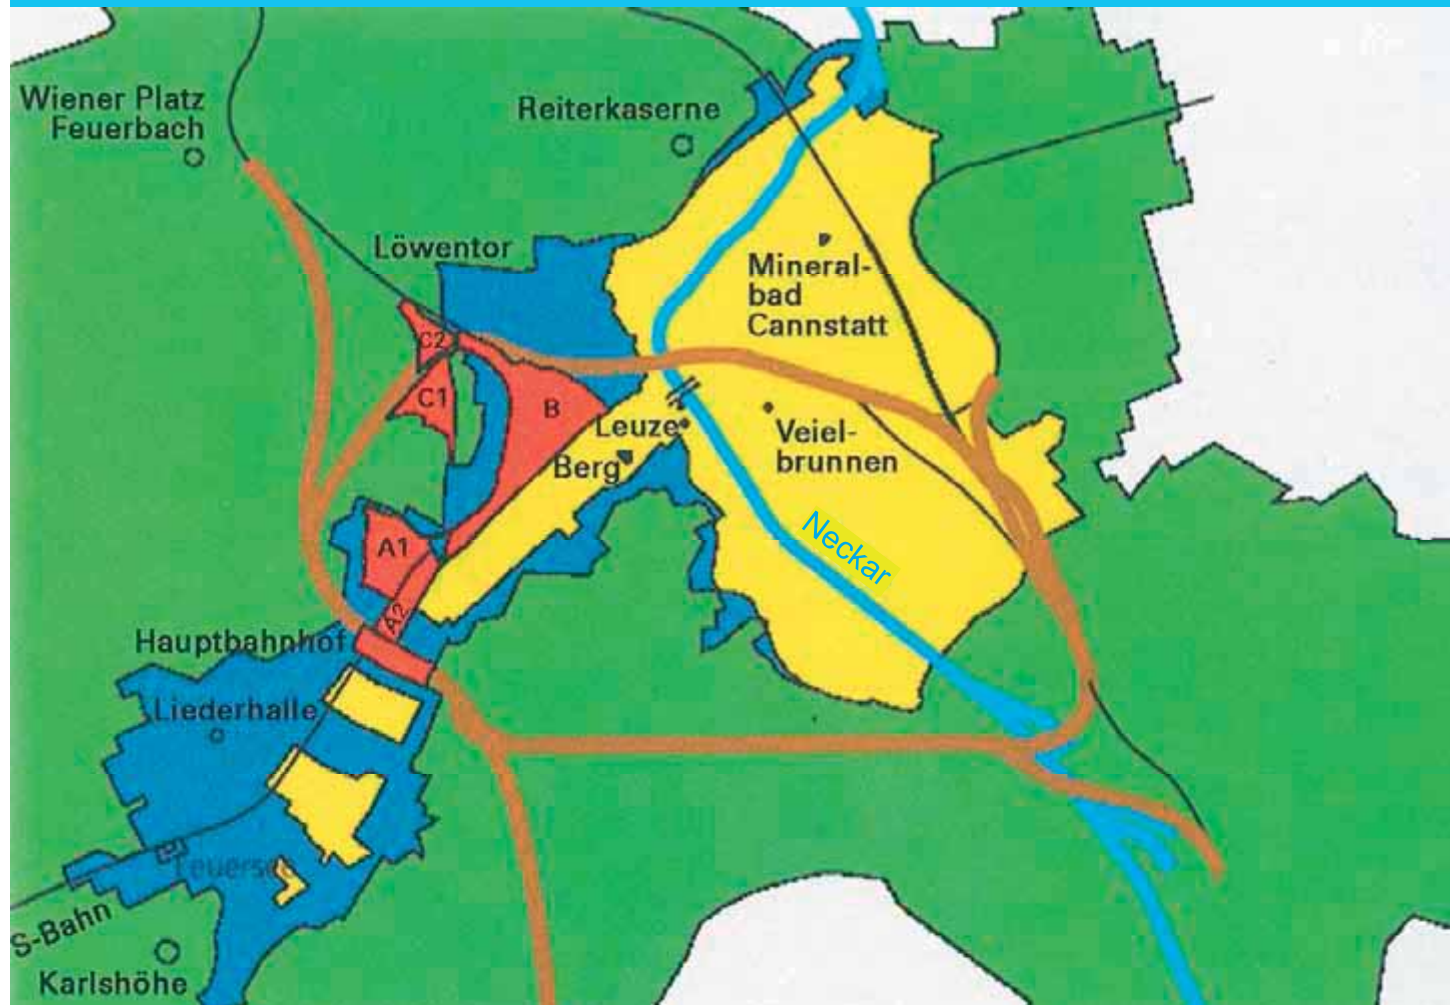 Wiener Platz
Feuerbach
Reiterkaserne
Löwentor
Mineral-
bad
Cannstatt
C2
C1
B
Leuze
Berg
Veiel-
brunnen
Neckar
A1
A2
Hauptbahnhof
Liederhalle
Feuersee
S-Bahn
Karlshöhe